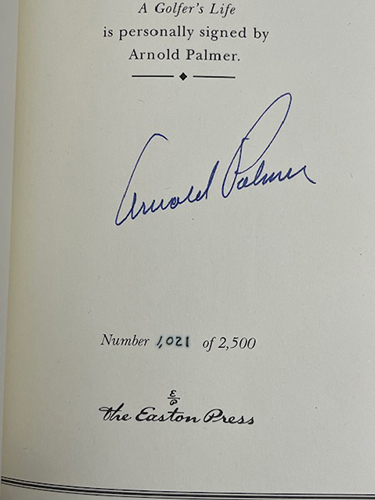 A Golfer's Life
is personally signed by
Arnold Palmer.
Arnold Palmer
Number 1,021 of 2,500
E
P
the Easton Press